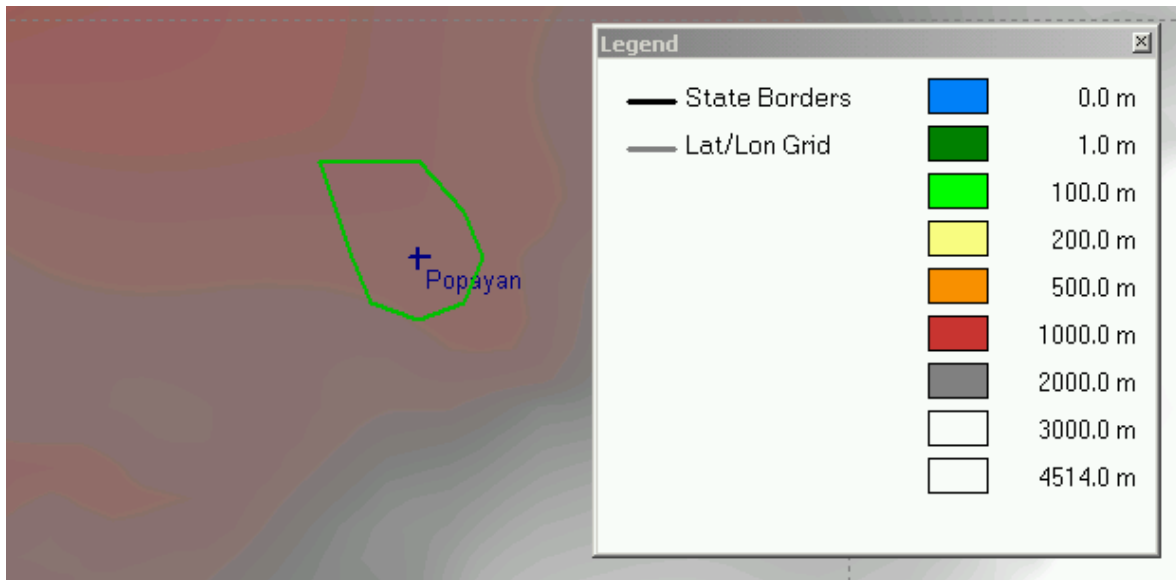 Legend
State Borders
Lat/Lon Grid
0.0 m
1.0 m
100.0 m
200.0 m
500.0 m
1000.0 m
2000.0 m
3000.0 m
4514.0 m
Popayan